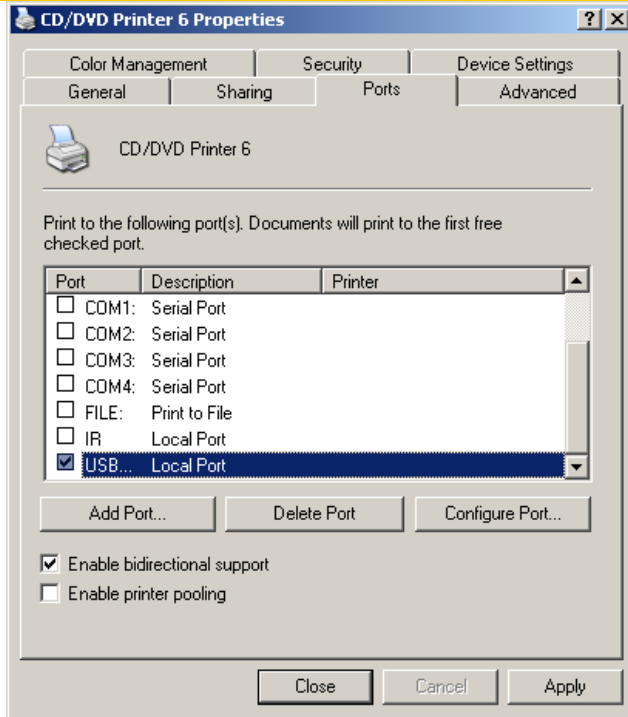 CD/DVD Printer 6 Properties
Color Management Security Device Settings
General Sharing Ports Advanced
CD/DVD Printer 6
Print to the following port(s). Documents will print to the first free
checked port.
Port Description Printer
COM1: Serial Port
COM2: Serial Port
COM3: Serial Port
COM4: Serial Port
FILE: Print to File
IR Local Port
USB... Local Port
Add Port... Delete Port Configure Port...
Enable bidirectional support
Enable printer pooling
Close Cancel Apply